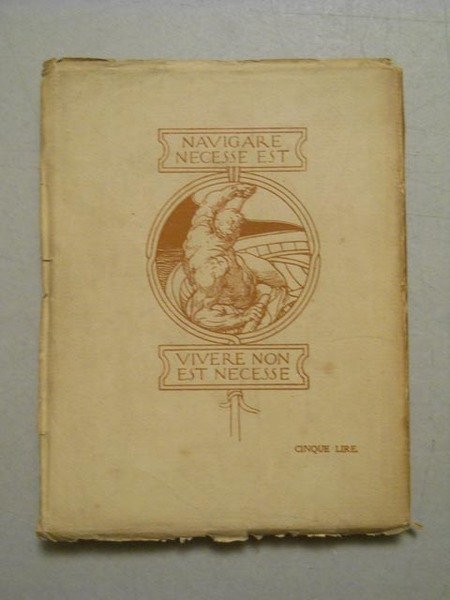 NAVIGARE
NECESSE EST
VIVERE NON
EST NECESSE
CINQUE LIRE.